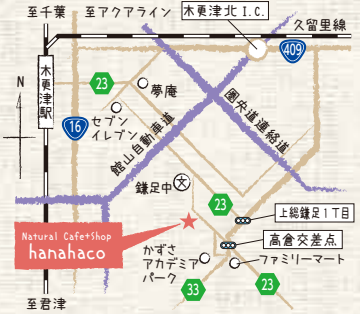 至千葉
至アクアライン
木更津北I.C.
久留里線
409
木更津駅
23
夢庵
N
16
セブン
イレブン
館山自動車道
圏央道連絡道
鎌足中
文
23
上総鎌足1丁目
Natural Cafe+Shop
hanahaco
高倉交差点
かずさ
アカデミア
パーク
ファミリーマート
33
23
至君津